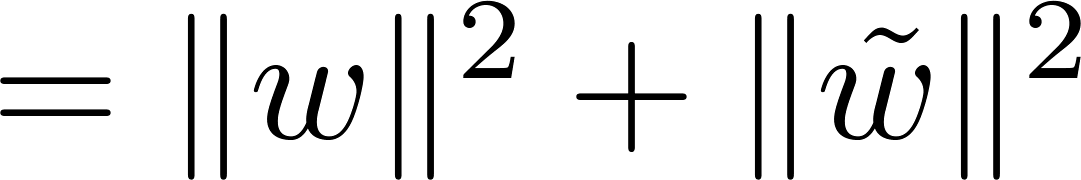 = ‖w‖² + ‖w̃‖²